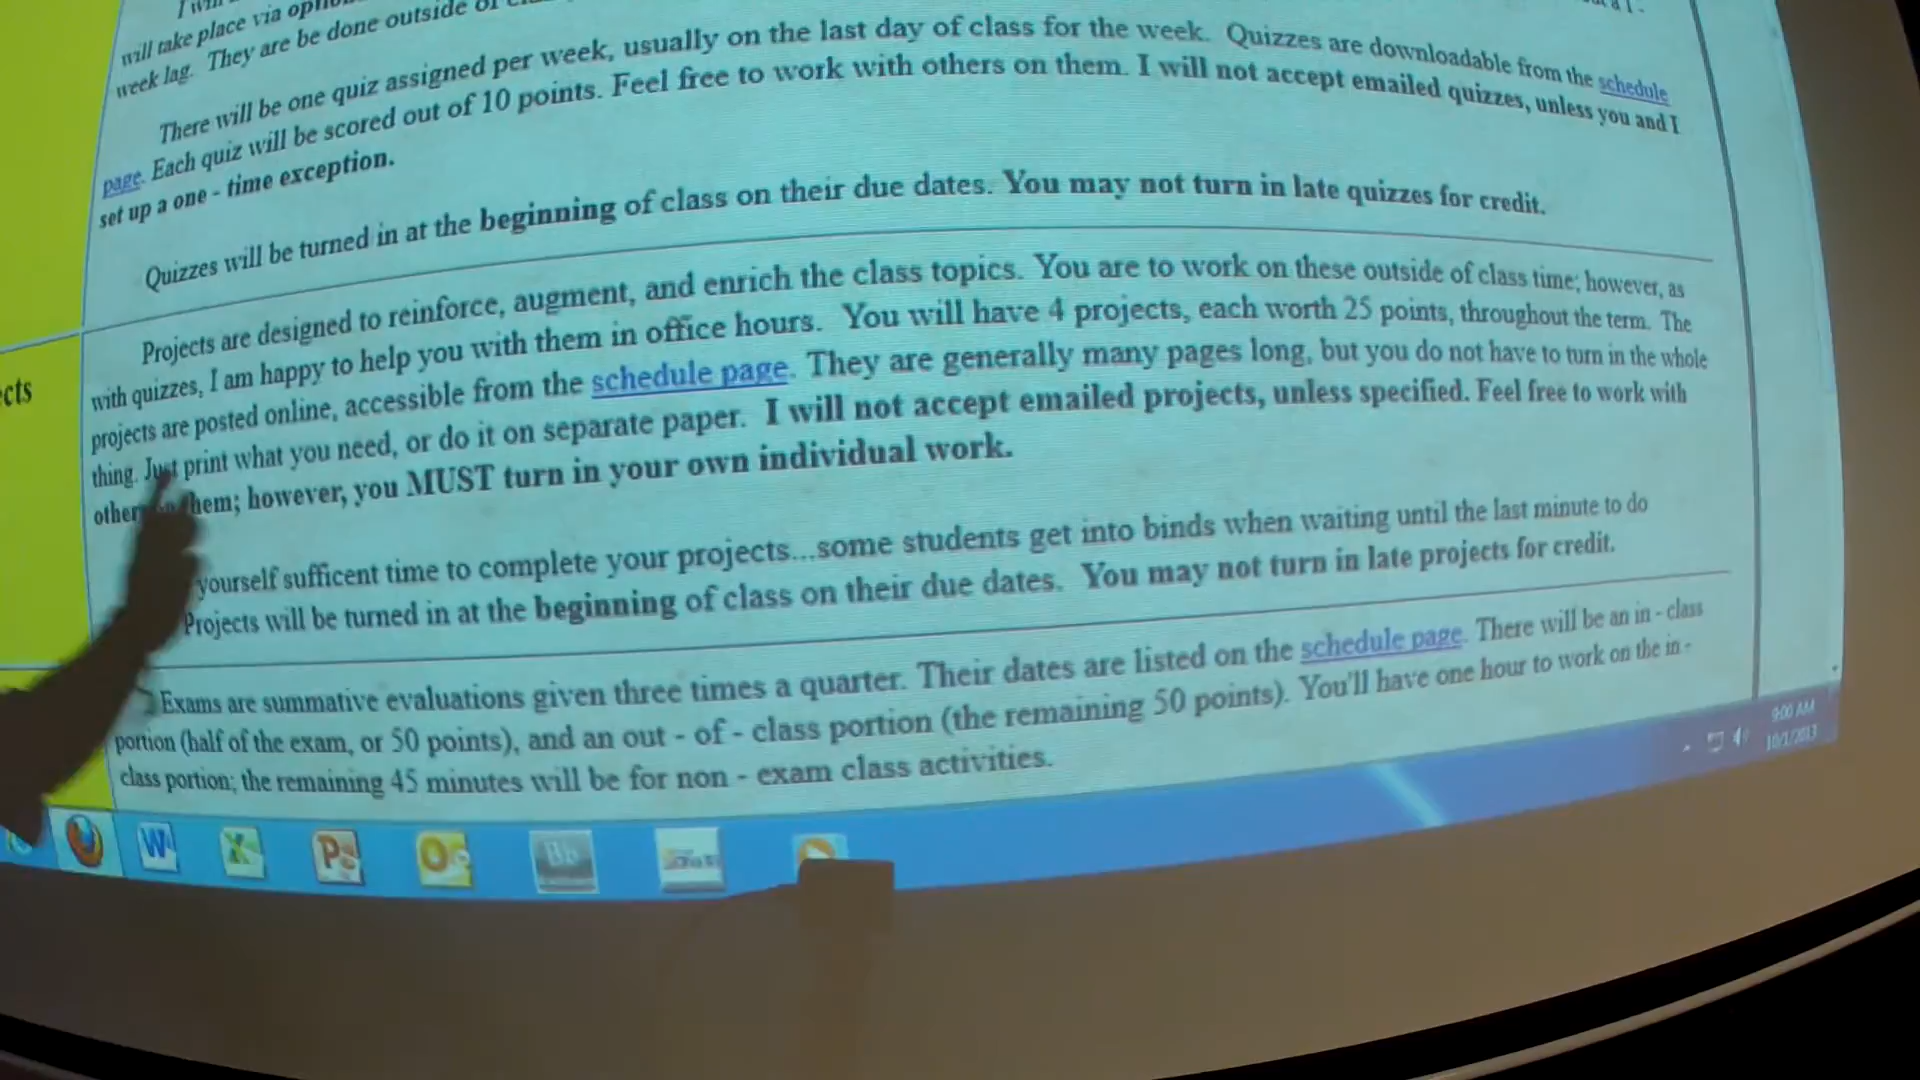 I will
will take place via
week lag. They are be done outside of
There will be one quiz assigned per week, usually on the last day of class for the week. Quizzes are downloadable from the schedule
page. Each quiz will be scored out of 10 points. Feel free to work with others on them. I will not accept emailed quizzes, unless you and I
set up a one - time exception.
Quizzes will be turned in at the beginning of class on their due dates. You may not turn in late quizzes for credit.
Projects are designed to reinforce, augment, and enrich the class topics. You are to work on these outside of class time; however, as
with quizzes, I am happy to help you with them in office hours. You will have 4 projects, each worth 25 points, throughout the term. The
projects are posted online, accessible from the schedule page. They are generally many pages long, but you do not have to turn in the whole
thing. Just print what you need, or do it on separate paper. I will not accept emailed projects, unless specified. Feel free to work with
hem; however, you MUST turn in your own individual work.
cts
yourself sufficent time to complete your projects...some students get into binds when waiting until the last minute to do
Projects will be turned in at the beginning of class on their due dates. You may not turn in late projects for credit.
Exams are summative evaluations given three times a quarter. Their dates are listed on the schedule page. There will be an in - class
portion (half of the exam, or 50 points), and an out - of - class portion (the remaining 50 points). You'll have one hour to work on the in -
class portion; the remaining 45 minutes will be for non - exam class activities.
9:00 AM
10/1/2013
Bb